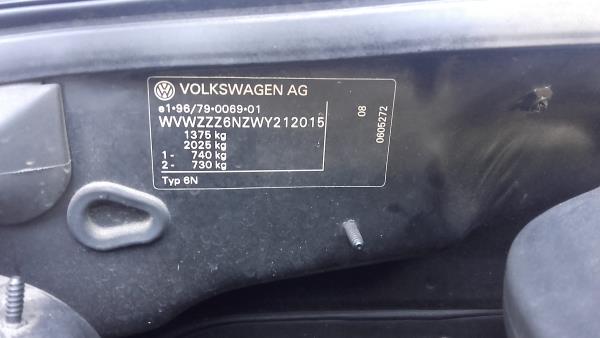 VOLKSWAGEN AG
e1*96/79*0069*01
WVWZZZ6NZWY212015
1375 kg
2025 kg
1- 740 kg
2- 730 kg
Typ 6N
08
0605272